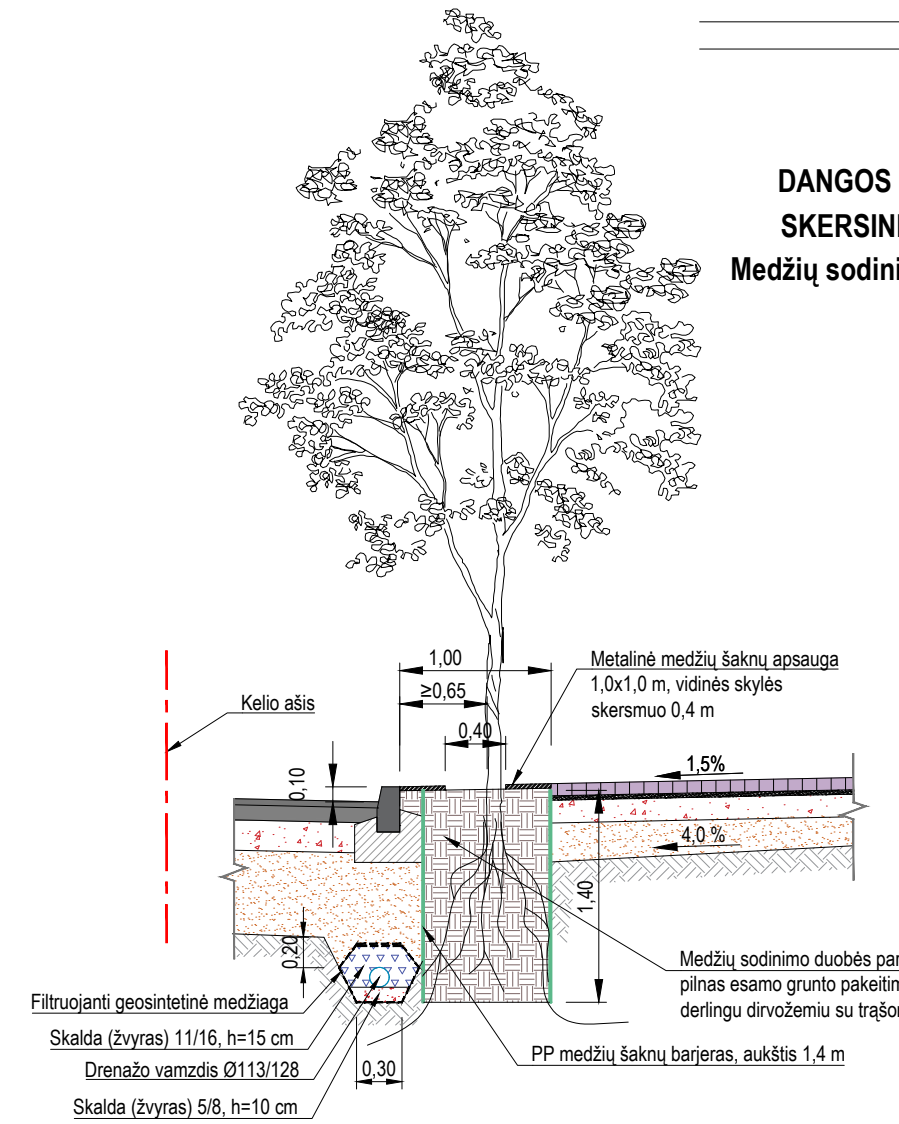 DANGOS
SKERSINI
Medžių sodini
1,00
≥0,65
0,40
Metalinė medžių šaknų apsauga
1,0x1,0 m, vidinės skylės
skersmuo 0,4 m
Kelio ašis
0,10
1,5%
4,0 %
1,40
0,20
Medžių sodinimo duobės par
pilnas esamo grunto pakeitim
derlingu dirvožemiu su trąšom
Filtruojanti geosintetinė medžiaga
Skalda (žvyras) 11/16, h=15 cm
Drenažo vamzdis Ø113/128
Skalda (žvyras) 5/8, h=10 cm
0,30
PP medžių šaknų barjeras, aukštis 1,4 m